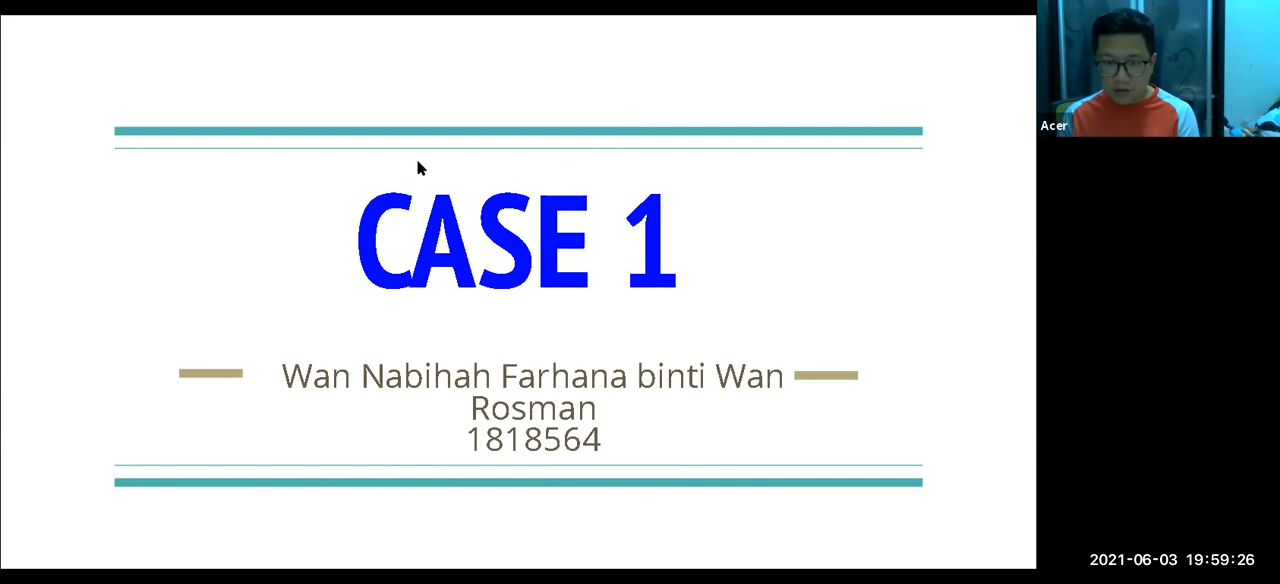 CASE 1
Wan Nabihah Farhana binti Wan
Rosman
1818564
Acer
2021-06-03 19:59:26